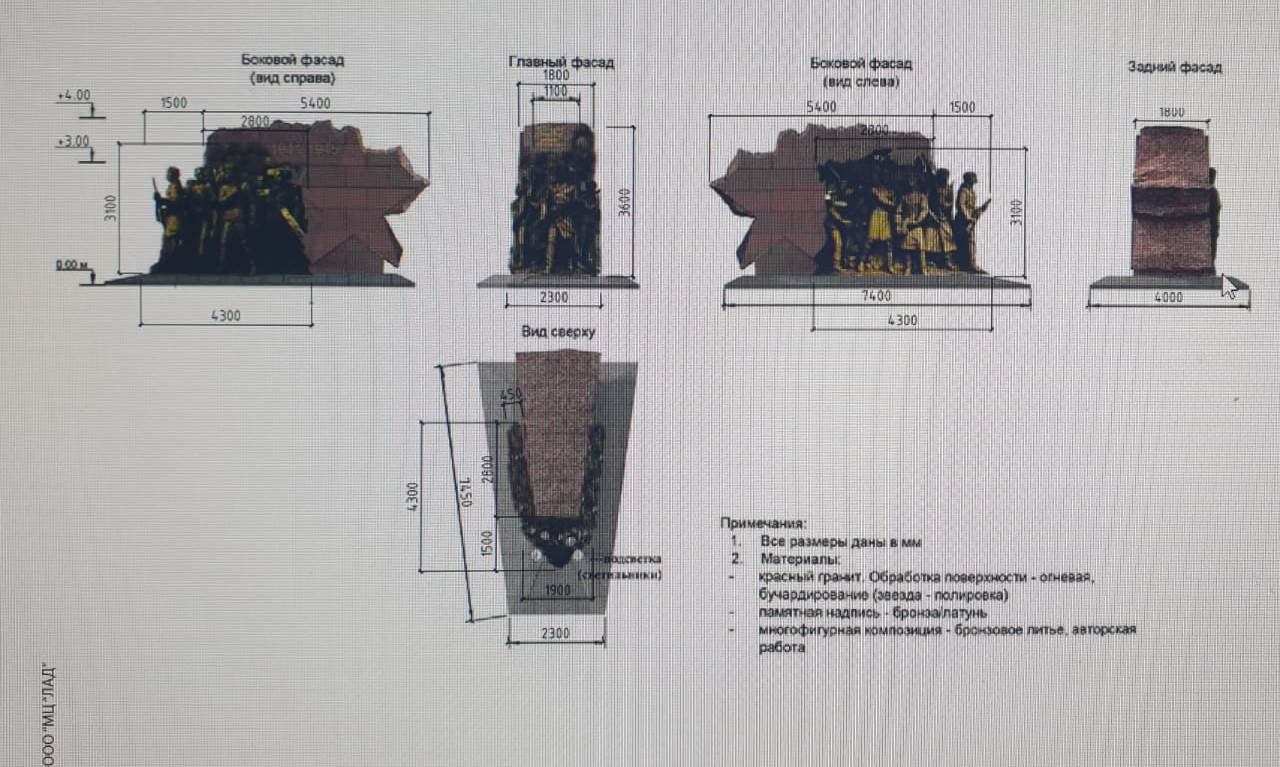 Боковой фасад
(вид справа)
+4.00
1500
5400
2800
+3.00
3100
0.00 м
4300
Главный фасад
1800
1100
3600
2300
Боковой фасад
(вид слева)
5400
1500
2800
3100
7400
4300
Задний фасад
1800
4000
Вид сверху
450
4300
7450
2800
1500
подсветка
(светильники)
1900
2300
Примечания:
1. Все размеры даны в мм
2. Материалы:
- красный гранит. Обработка поверхности - огневая,
бучардирование (звезда - полировка)
- памятная надпись - бронза/латунь
- многофигурная композиция - бронзовое литье, авторская
работа
ООО "МЦ "ЛАД"